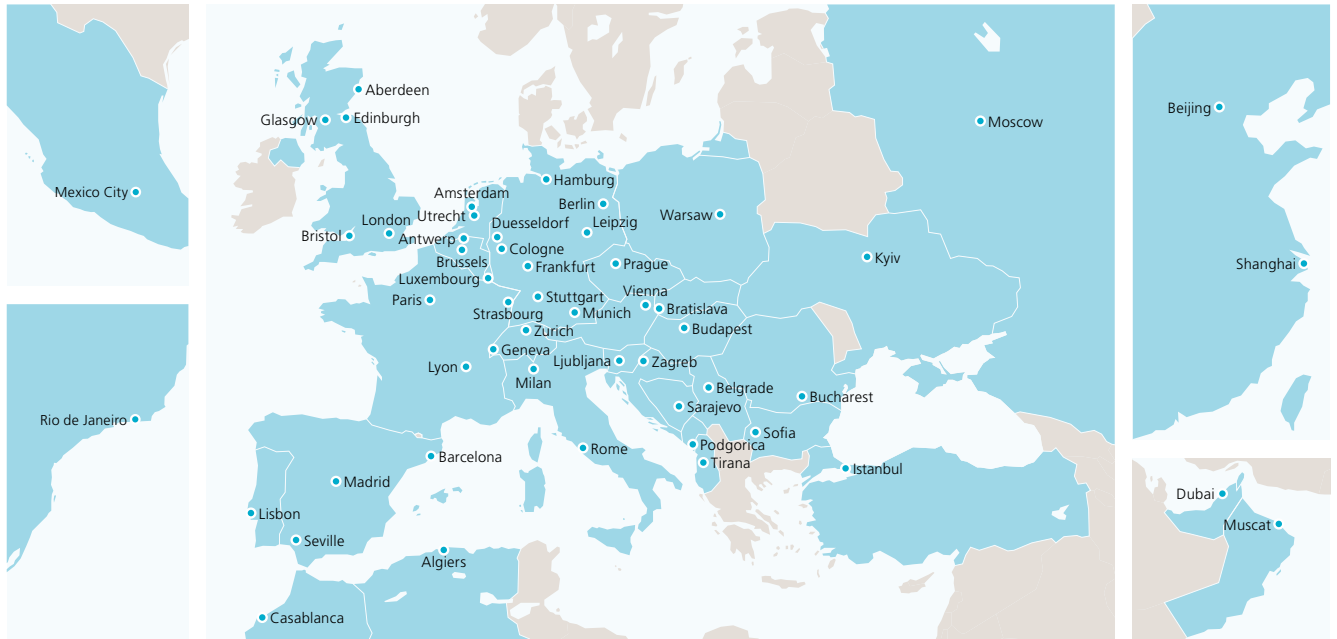 Mexico City
Rio de Janeiro
Aberdeen
Glasgow
Edinburgh
Moscow
Hamburg
Amsterdam
Berlin
Utrecht
Warsaw
London
Duesseldorf
Leipzig
Bristol
Antwerp
Cologne
Brussels
Kyiv
Frankfurt
Prague
Luxembourg
Vienna
Paris
Stuttgart
Strasbourg
Munich
Bratislava
Zurich
Budapest
Geneva
Ljubljana
Zagreb
Lyon
Milan
Belgrade
Bucharest
Sarajevo
Sofia
Podgorica
Rome
Barcelona
Tirana
Istanbul
Madrid
Lisbon
Seville
Algiers
Casablanca
Beijing
Shanghai
Dubai
Muscat